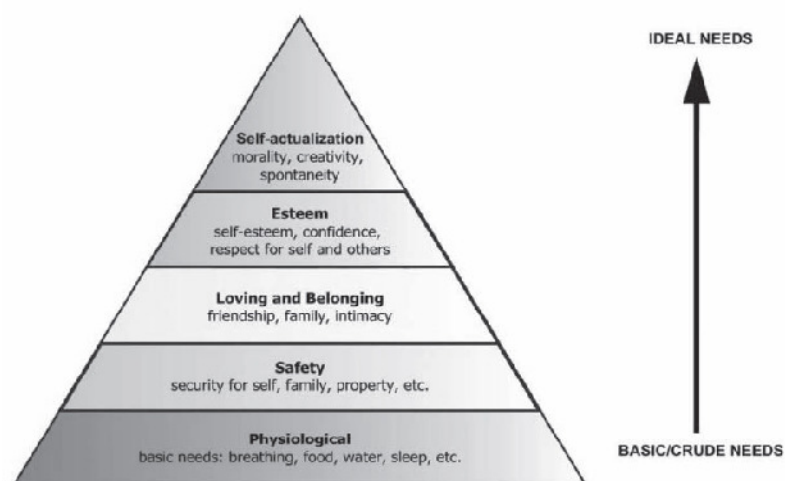 IDEAL NEEDS
Self-actualization
morality, creativity,
spontaneity
Esteem
self-esteem, confidence,
respect for self and others
Loving and Belonging
friendship, family, intimacy
Safety
security for self, family, property, etc.
Physiological
basic needs: breathing, food, water, sleep, etc.
BASIC/CRUDE NEEDS